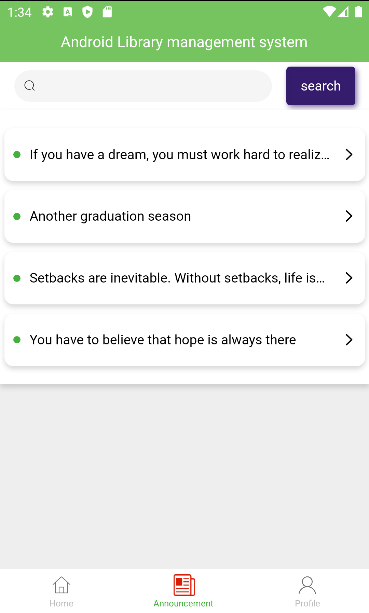 1:34
Android Library management system
search
If you have a dream, you must work hard to realiz...
Another graduation season
Setbacks are inevitable. Without setbacks, life is...
You have to believe that hope is always there
Home
Announcement
Profile